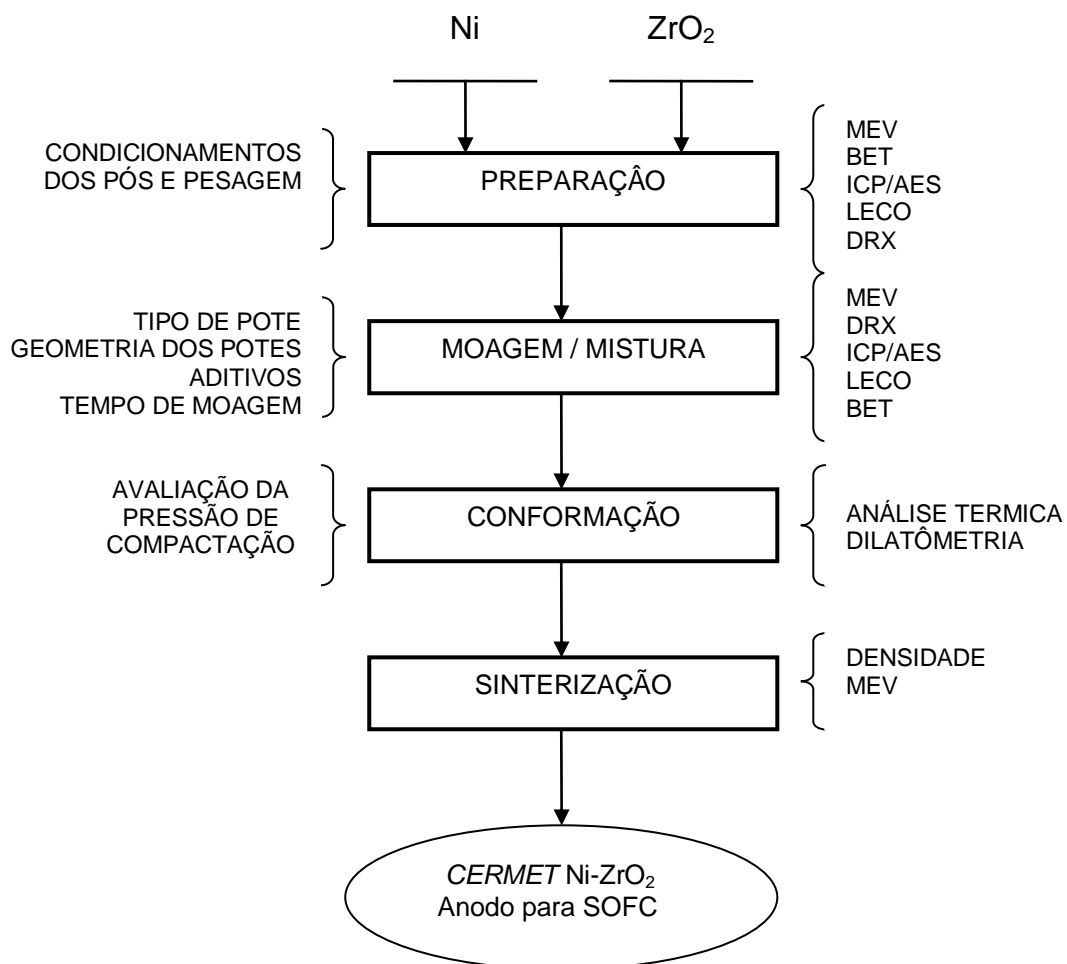 Ni
ZrO₂
CONDICIONAMENTOS
DOS PÓS E PESAGEM
PREPARAÇÂO
MEV
BET
ICP/AES
LECO
DRX
TIPO DE POTE
GEOMETRIA DOS POTES
ADITIVOS
TEMPO DE MOAGEM
MOAGEM / MISTURA
MEV
DRX
ICP/AES
LECO
BET
AVALIAÇÃO DA
PRESSÃO DE
COMPACTAÇÃO
CONFORMAÇÃO
ANÁLISE TERMICA
DILATÔMETRIA
SINTERIZAÇÃO
DENSIDADE
MEV
CERMET Ni-ZrO₂
Anodo para SOFC